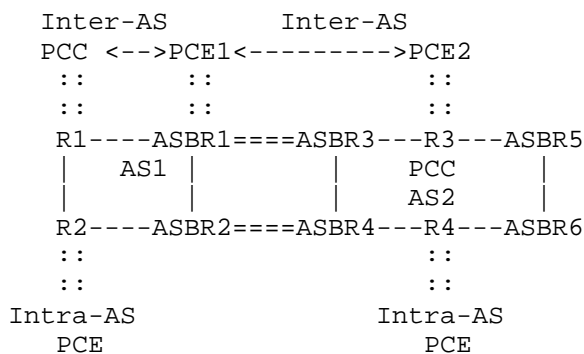 Inter-AS       Inter-AS
   PCC <-->PCE1<--------->PCE2
    ::      ::             ::
    ::      ::             ::
    R1----ASBR1====ASBR3---R3---ASBR5
    |   AS1 |        |    PCC     |
    |       |        |    AS2     |
    R2----ASBR2====ASBR4---R4---ASBR6
    ::                     ::
    ::                     ::
 Intra-AS               Intra-AS
    PCE                    PCE